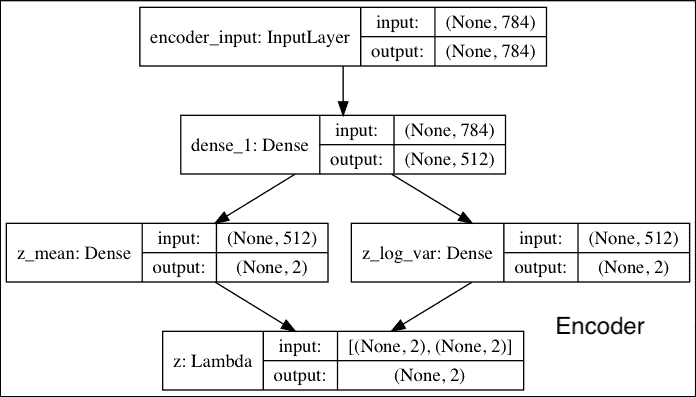 encoder_input: InputLayer
input: (None, 784)
output: (None, 784)
dense_1: Dense
input: (None, 784)
output: (None, 512)
z_mean: Dense
input: (None, 512)
output: (None, 2)
z_log_var: Dense
input: (None, 512)
output: (None, 2)
z: Lambda
input: [(None, 2), (None, 2)]
output: (None, 2)
Encoder